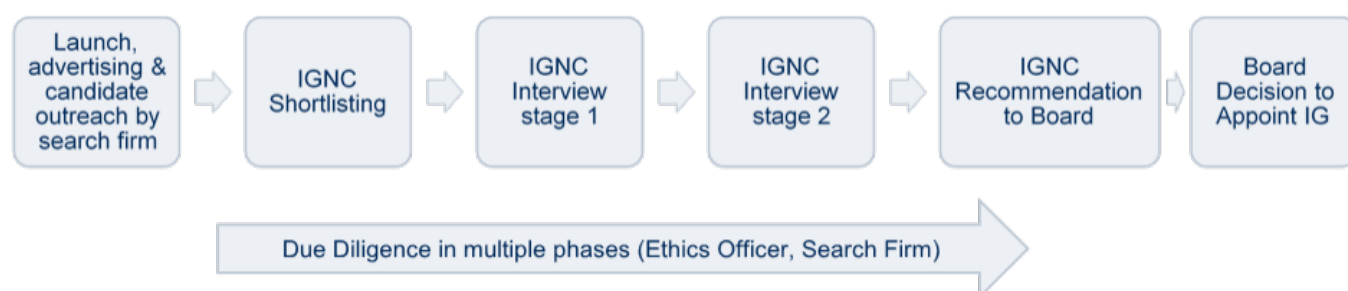 Launch,
advertising &
candidate
outreach by
search firm
IGNC
Shortlisting
IGNC
Interview
stage 1
IGNC
Interview
stage 2
IGNC
Recommendation
to Board
Board
Decision to
Appoint IG
Due Diligence in multiple phases (Ethics Officer, Search Firm)